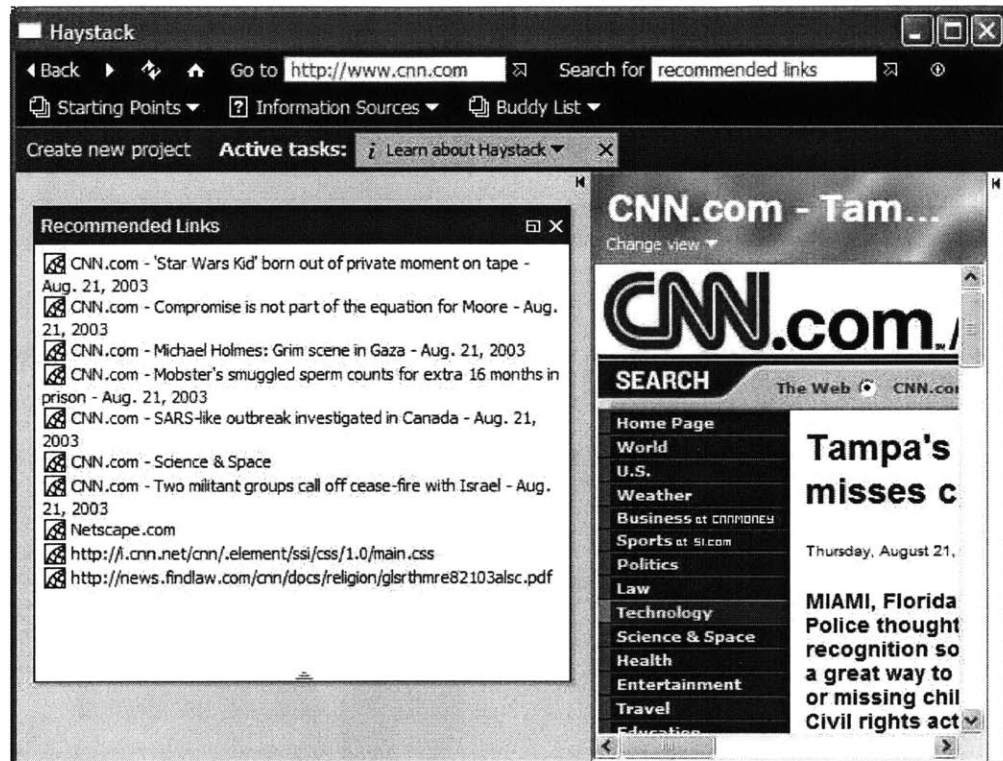 Haystack
Back Go to http://www.cnn.com Search for recommended links
Starting Points ? Information Sources Buddy List
Create new project Active tasks: i Learn about Haystack X
Recommended Links
CNN.com - 'Star Wars Kid' born out of private moment on tape -
Aug. 21, 2003
CNN.com - Compromise is not part of the equation for Moore - Aug.
21, 2003
CNN.com - Michael Holmes: Grim scene in Gaza - Aug. 21, 2003
CNN.com - Mobster's smuggled sperm counts for extra 16 months in
prison - Aug. 21, 2003
CNN.com - SARS-like outbreak investigated in Canada - Aug. 21,
2003
CNN.com - Science & Space
CNN.com - Two militant groups call off cease-fire with Israel - Aug.
21, 2003
Netscape.com
http://i.cnn.net/cnn/.element/ssi/css/1.0/main.css
http://news.findlaw.com/cnn/docs/religion/glsrthmre82103alsc.pdf
CNN.com - Tam...
Change view
CNN.com
SEARCH The Web CNN.co
Home Page
World
U.S.
Weather
Business at CNNMONEY
Sports at SI.com
Politics
Law
Technology
Science & Space
Health
Entertainment
Travel
Education
Tampa's
misses c
Thursday, August 21,
MIAMI, Florida
Police thought
recognition so
a great way to
or missing chil
Civil rights act